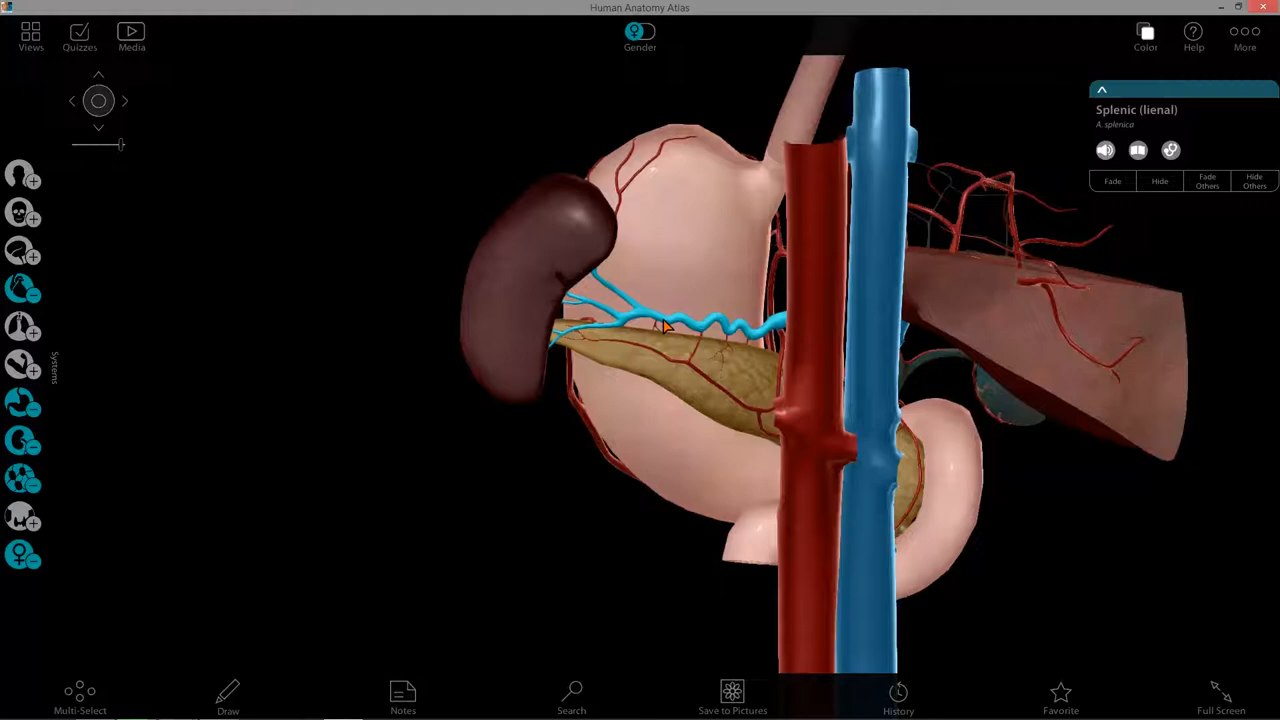 Human Anatomy Atlas
Views
Quizzes
Media
Gender
Color
Help
More
Splenic (lienal)
A. splenica
Fade
Hide
Fade
Others
Hide
Others
Systems
Multi-Select
Draw
Notes
Search
Save to Pictures
History
Favorite
Full Screen